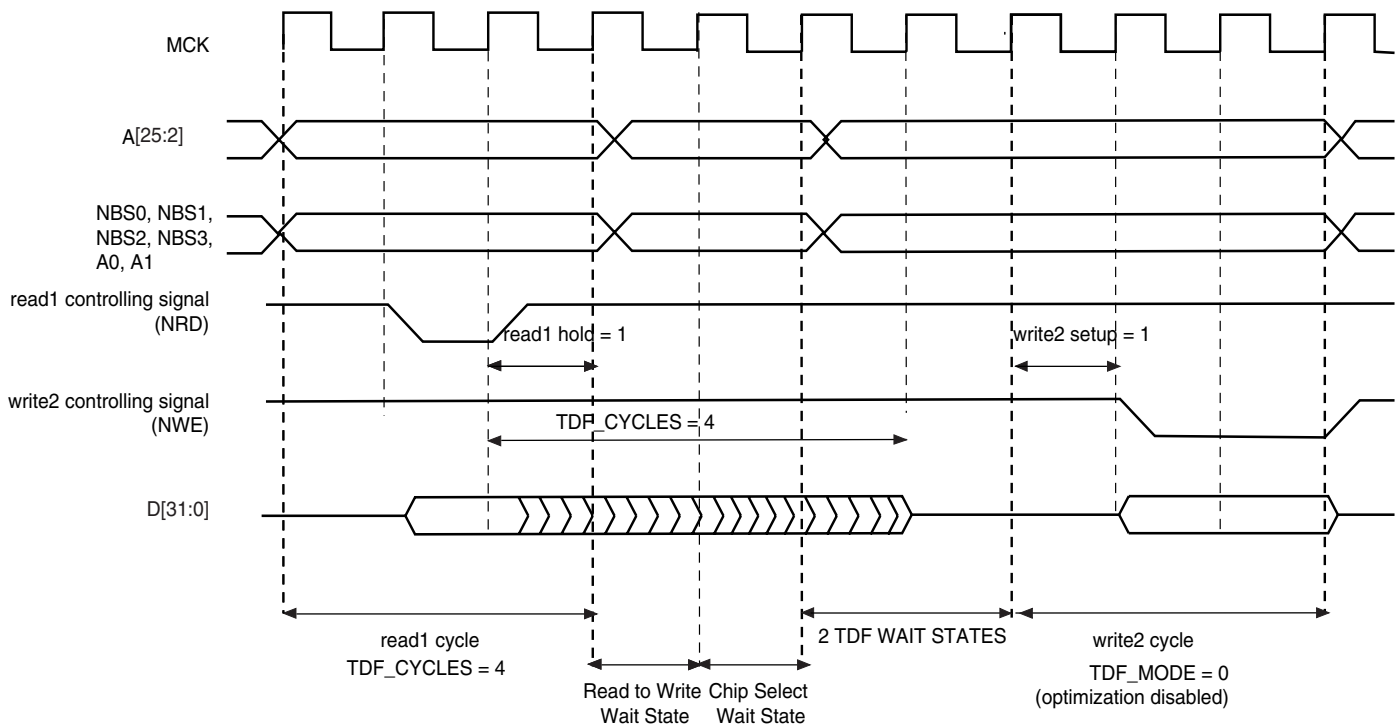 MCK
A[25:2]
NBS0, NBS1,
NBS2, NBS3,
A0, A1
read1 controlling signal
(NRD)
read1 hold = 1
write2 setup = 1
write2 controlling signal
(NWE)
TDF_CYCLES = 4
D[31:0]
read1 cycle
TDF_CYCLES = 4
2 TDF WAIT STATES
write2 cycle
TDF_MODE = 0
(optimization disabled)
Read to Write
Wait State
Chip Select
Wait State